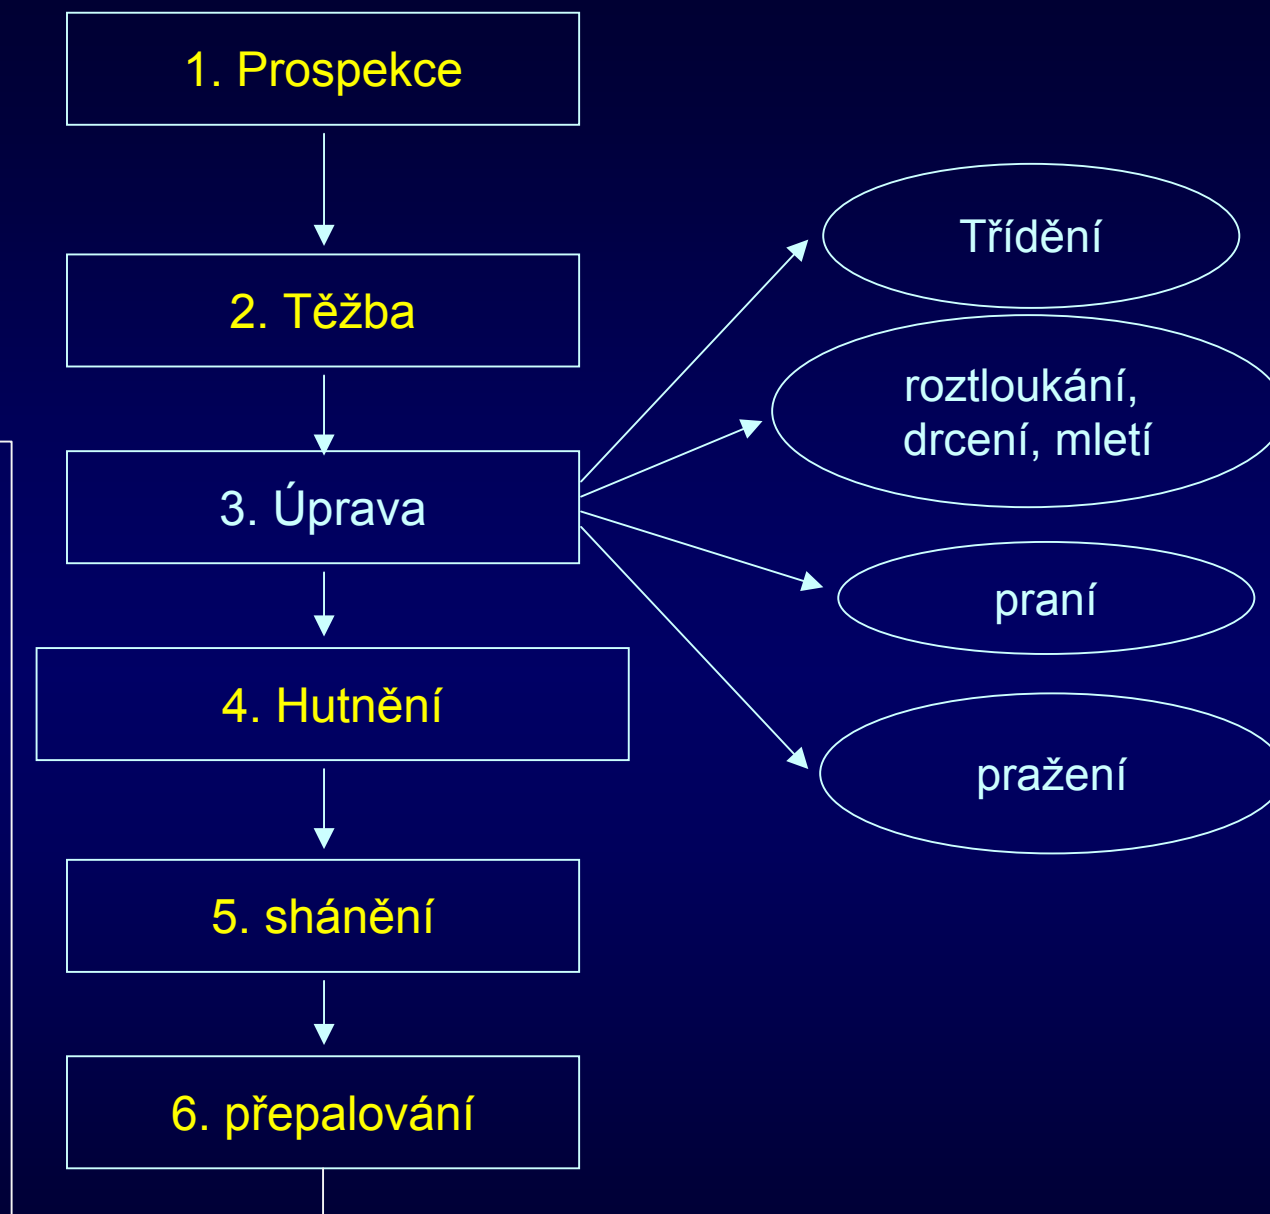 1. Prospekce
2. Těžba
3. Úprava
4. Hutnění
5. shánění
6. přepalování
Třídění
roztloukání,
drcení, mletí
praní
pražení